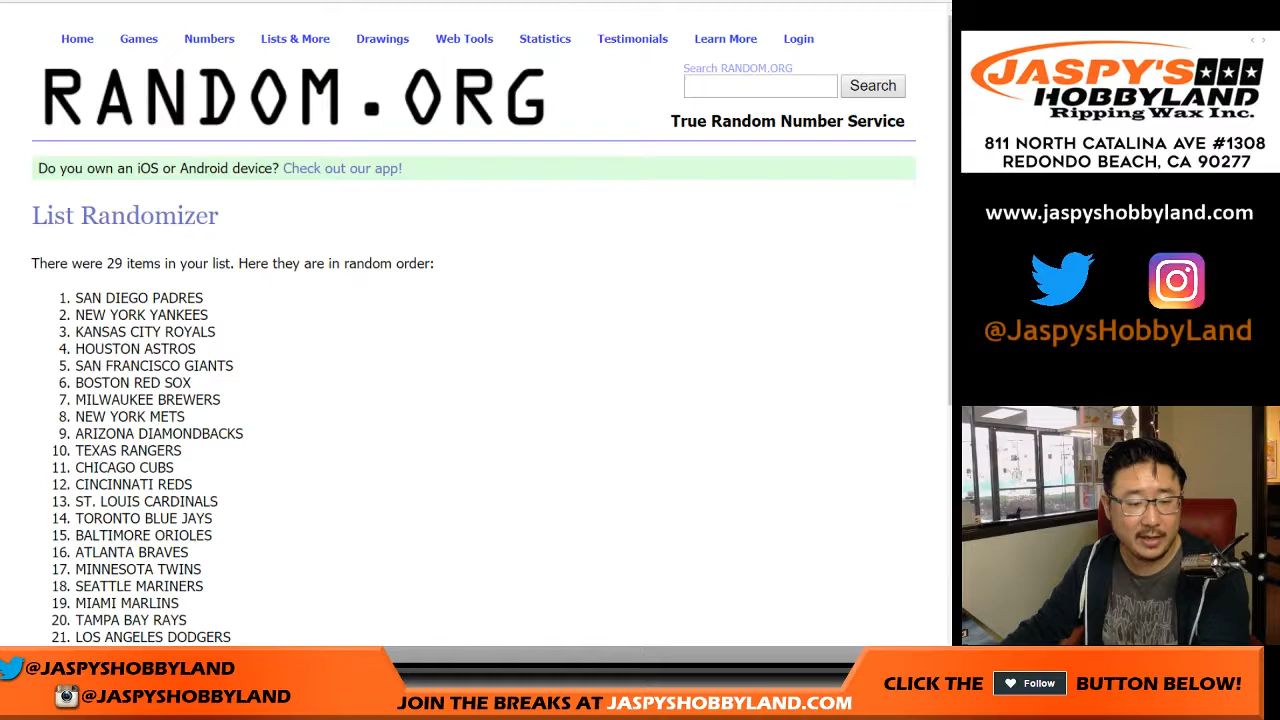 Home Games Numbers Lists & More Drawings Web Tools Statistics Testimonials Learn More Login
RANDOM.ORG
Search RANDOM.ORG
Search
True Random Number Service
Do you own an iOS or Android device? Check out our app!
List Randomizer
There were 29 items in your list. Here they are in random order:
1. SAN DIEGO PADRES
2. NEW YORK YANKEES
3. KANSAS CITY ROYALS
4. HOUSTON ASTROS
5. SAN FRANCISCO GIANTS
6. BOSTON RED SOX
7. MILWAUKEE BREWERS
8. NEW YORK METS
9. ARIZONA DIAMONDBACKS
10. TEXAS RANGERS
11. CHICAGO CUBS
12. CINCINNATI REDS
13. ST. LOUIS CARDINALS
14. TORONTO BLUE JAYS
15. BALTIMORE ORIOLES
16. ATLANTA BRAVES
17. MINNESOTA TWINS
18. SEATTLE MARINERS
19. MIAMI MARLINS
20. TAMPA BAY RAYS
21. LOS ANGELES DODGERS
JASPY'S
HOBBYLAND
Ripping Wax Inc.
811 NORTH CATALINA AVE #1308
REDONDO BEACH, CA 90277
www.jaspyshobbyland.com
@JaspysHobbyLand
@JASPYSHOBBYLAND
@JASPYSHOBBYLAND
JOIN THE BREAKS AT JASPYSHOBBYLAND.COM
CLICK THE Follow BUTTON BELOW!